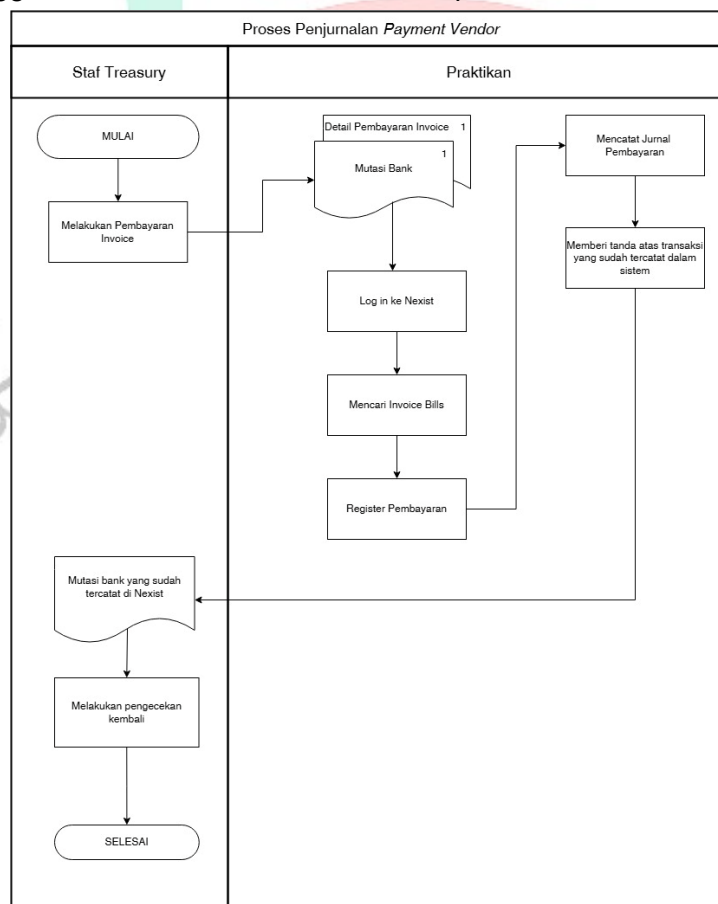 Proses Penjurnalan Payment Vendor
Staf Treasury
Praktikan
MULAI
Melakukan Pembayaran
Invoice
Detail Pembayaran Invoice 1
1
Mutasi Bank
Log in ke Nexist
Mencari Invoice Bills
Register Pembayaran
Mencatat Jurnal
Pembayaran
Memberi tanda atas transaksi
yang sudah tercatat dalam
sistem
Mutasi bank yang sudah
tercatat di Nexist
Melakukan pengecekan
kembali
SELESAI